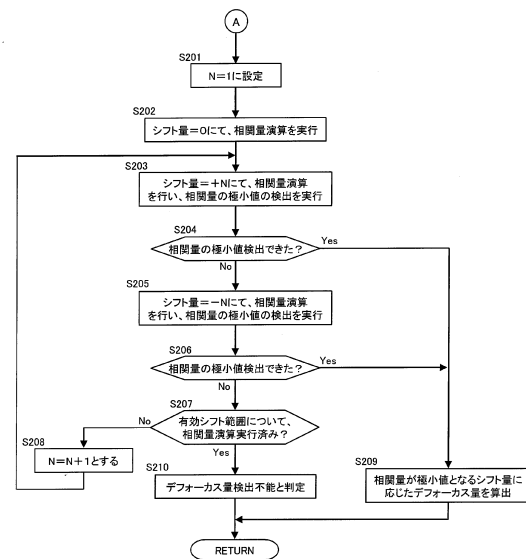 A
S201
N=1に設定
S202
シフト量=0にて、相関量演算を実行
S203
シフト量=+Nにて、相関量演算
を行い、相関量の極小値の検出を実行
S204
相関量の極小値検出できた?
Yes
No
S205
シフト量=-Nにて、相関量演算
を行い、相関量の極小値の検出を実行
S206
相関量の極小値検出できた?
Yes
No
S207
有効シフト範囲について、
相関量演算実行済み?
No
Yes
S208
N=N+1とする
S210
デフォーカス量検出不能と判定
S209
相関量が極小値となるシフト量に
応じたデフォーカス量を算出
RETURN